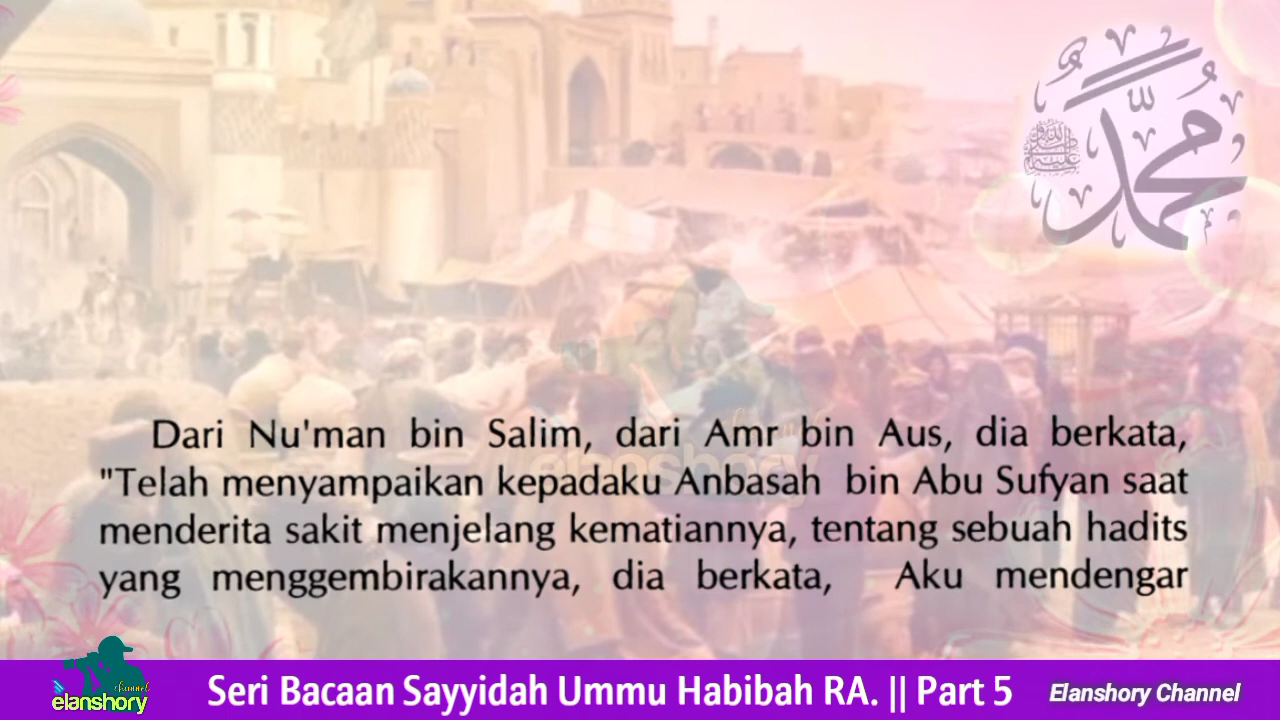 محمد
Dari Nu'man bin Salim, dari Amr bin Aus, dia berkata,
"Telah menyampaikan kepadaku Anbasah bin Abu Sufyan saat
menderita sakit menjelang kematiannya, tentang sebuah hadits
yang menggembirakannya, dia berkata, Aku mendengar
channel
elanshory
Seri Bacaan Sayyidah Ummu Habibah RA. || Part 5
Elanshory Channel